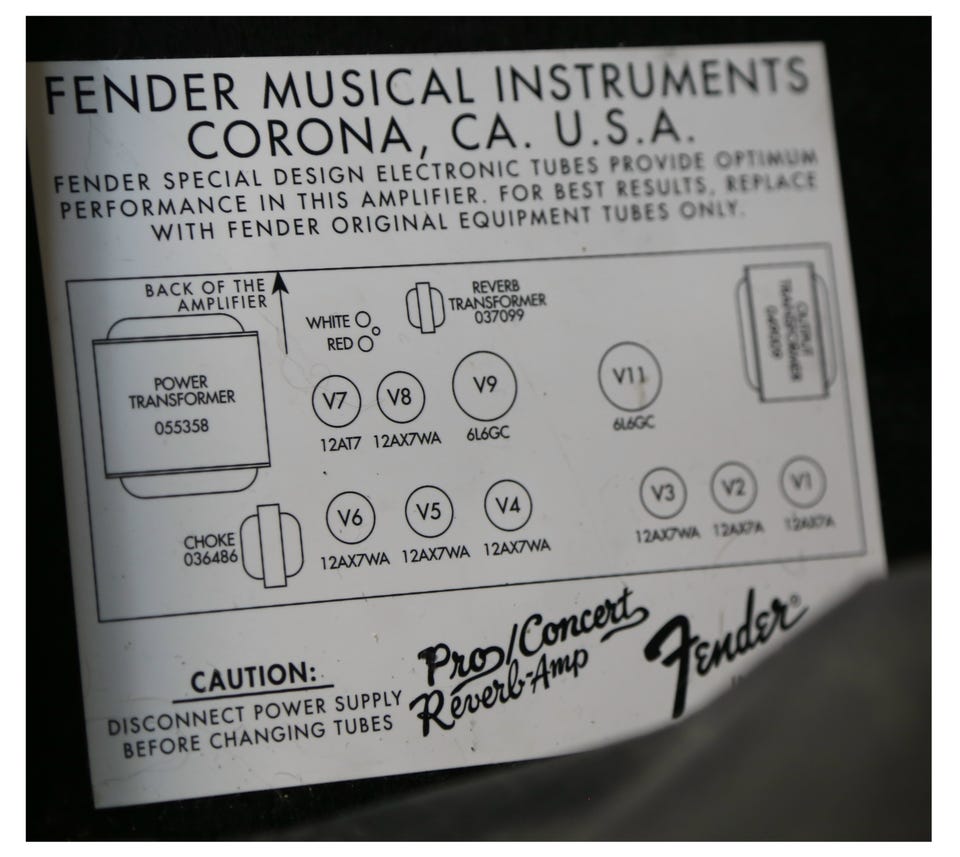 FENDER MUSICAL INSTRUMENTS
CORONA, CA. U.S.A.
FENDER SPECIAL DESIGN ELECTRONIC TUBES PROVIDE OPTIMUM
PERFORMANCE IN THIS AMPLIFIER. FOR BEST RESULTS, REPLACE
WITH FENDER ORIGINAL EQUIPMENT TUBES ONLY.
BACK OF THE
AMPLIFIER
WHITE
RED
REVERB
TRANSFORMER
037099
OUTPUT
TRANSFORMER
POWER
TRANSFORMER
055358
V7 V8 V9 V11
12AT7 12AX7WA 6L6GC 6L6GC
CHOKE
036486
V6 V5 V4 V3 V2 V1
12AX7WA 12AX7WA 12AX7WA 12AX7WA 12AX7A 12AX7A
CAUTION:
DISCONNECT POWER SUPPLY
BEFORE CHANGING TUBES
Pro/Concert
Reverb-Amp
Fender®